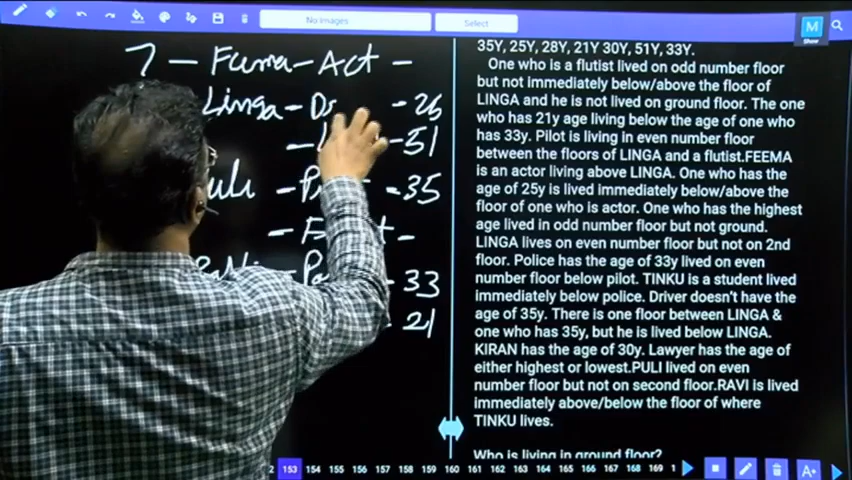 No images
Select
M
Show
35Y, 25Y, 28Y, 21Y 30Y, 51Y, 33Y.
One who is a flutist lived on odd number floor
but not immediately below/above the floor of
LINGA and he is not lived on ground floor. The one
who has 21y age living below the age of one who
has 33y. Pilot is living in even number floor
between the floors of LINGA and a flutist.FEEMA
is an actor living above LINGA. One who has the
age of 25y is lived immediately below/above the
floor of one who is actor. One who has the highest
age lived in odd number floor but not ground.
LINGA lives on even number floor but not on 2nd
floor. Police has the age of 33y lived on even
number floor below pilot. TINKU is a student lived
immediately below police. Driver doesn't have the
age of 35y. There is one floor between LINGA &
one who has 35y, but he is lived below LINGA.
KIRAN has the age of 30y. Lawyer has the age of
either highest or lowest.PULI lived on even
number floor but not on second floor.RAVI is lived
immediately above/below the floor of where
TINKU lives.
Who is living in ground floor?
7 - Feema - Act -
Linga - - 25
- - 51
uli - - 35
- -
- 33
21
2 153 154 155 156 157 158 159 160 162 163 164 165 166 167 168 169 1
A+